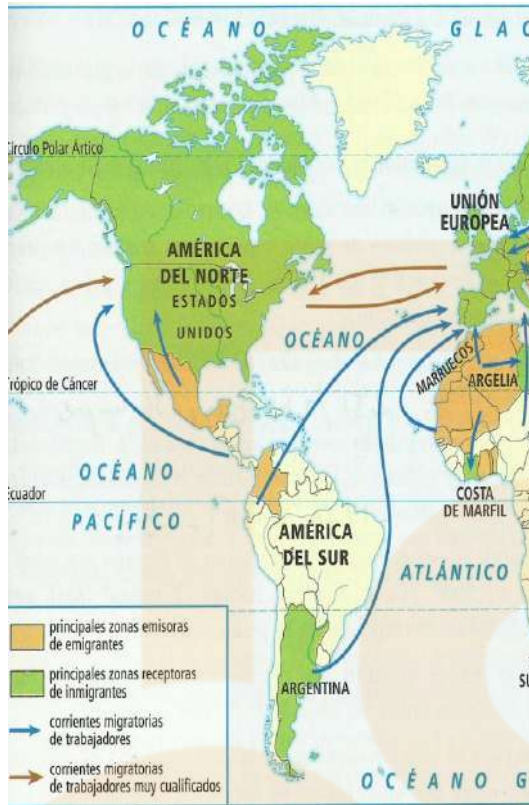 OCÉANO GLAC
Círculo Polar Ártico
UNIÓN
EUROPEA
AMÉRICA
DEL NORTE
ESTADOS
UNIDOS
OCÉANO
MARRUECOS
ARGELIA
Trópico de Cáncer
OCÉANO
Ecuador
PACÍFICO
COSTA
DE MARFIL
AMÉRICA
DEL SUR
ATLÁNTICO
principales zonas emisoras
de emigrantes
principales zonas receptoras
de inmigrantes
ARGENTINA
SU
corrientes migratorias
de trabajadores
corrientes migratorias
de trabajadores muy cualificados
OCÉANO G